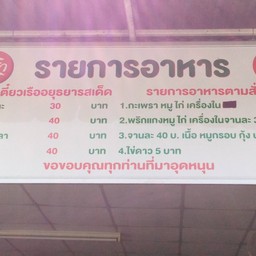 รายการอาหาร
เตี๋ยวเรืออยุธยารสเด็ด รายการอาหารตามสั่
30 บาท 1.กะเพรา หมู ไก่ เครื่องใน
40 บาท 2.พริกแกงหมู ไก่ เครื่องในจานละ
40 บาท 3.จานละ 40 บ. เนื้อ หมูกรอบ กุ้ง
40 บาท 4.ไข่ดาว 5 บาท
ขอขอบคุณทุกท่านที่มาอุดหนุน